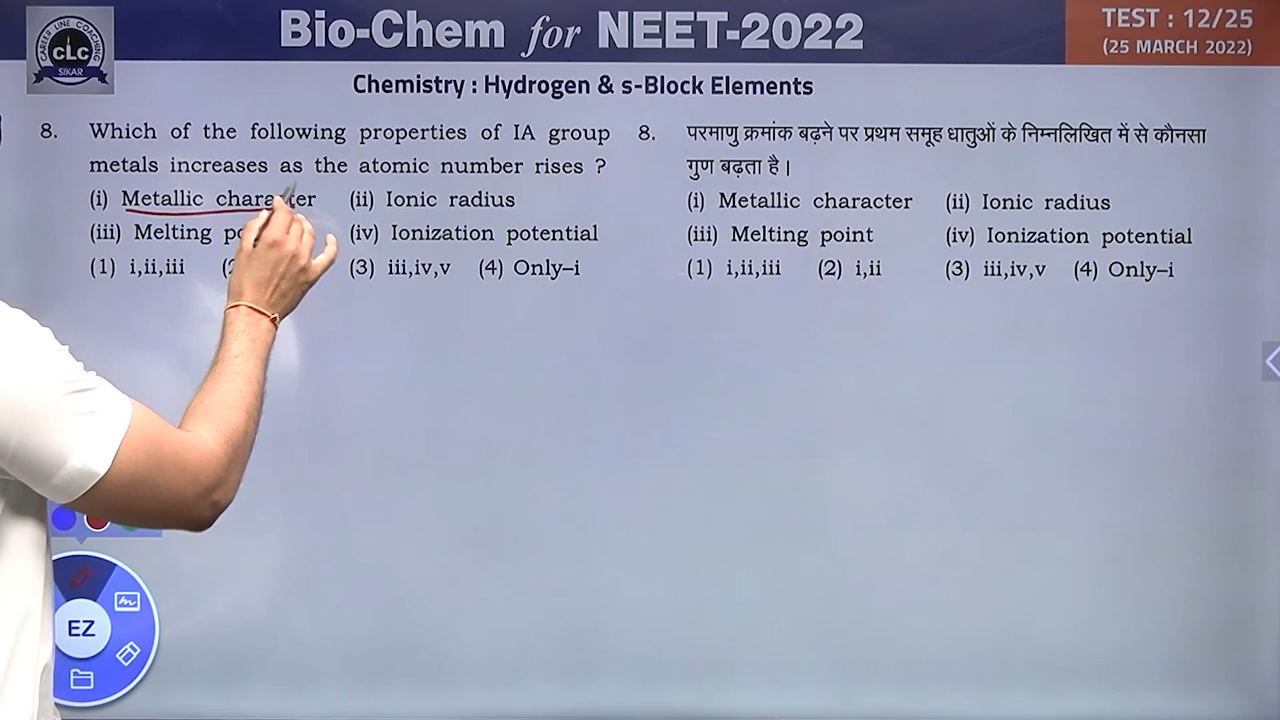 CAREER LINE COACHING
CLC
SIKAR
Bio-Chem for NEET-2022
TEST : 12/25
(25 MARCH 2022)
Chemistry : Hydrogen & s-Block Elements
8. Which of the following properties of IA group
metals increases as the atomic number rises ?
(i) Metallic character (ii) Ionic radius
(iii) Melting (iv) Ionization potential
(1) i,ii,iii (3) iii,iv,v (4) Only–i
8. परमाणु क्रमांक बढ़ने पर प्रथम समूह धातुओं के निम्नलिखित में से कौनसा
गुण बढ़ता है।
(i) Metallic character (ii) Ionic radius
(iii) Melting point (iv) Ionization potential
(1) i,ii,iii (2) i,ii (3) iii,iv,v (4) Only–i
EZ